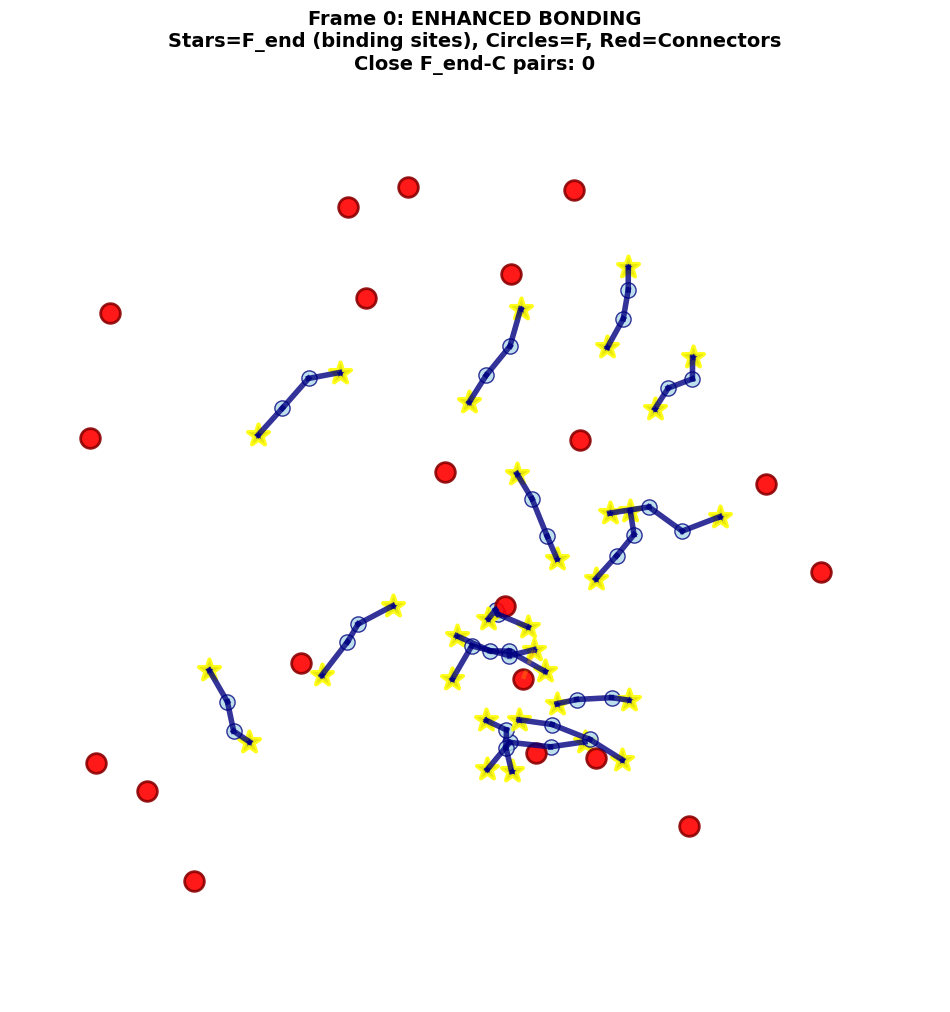 Frame 0: ENHANCED BONDING
Stars=F_end (binding sites), Circles=F, Red=Connectors
Close F_end-C pairs: 0